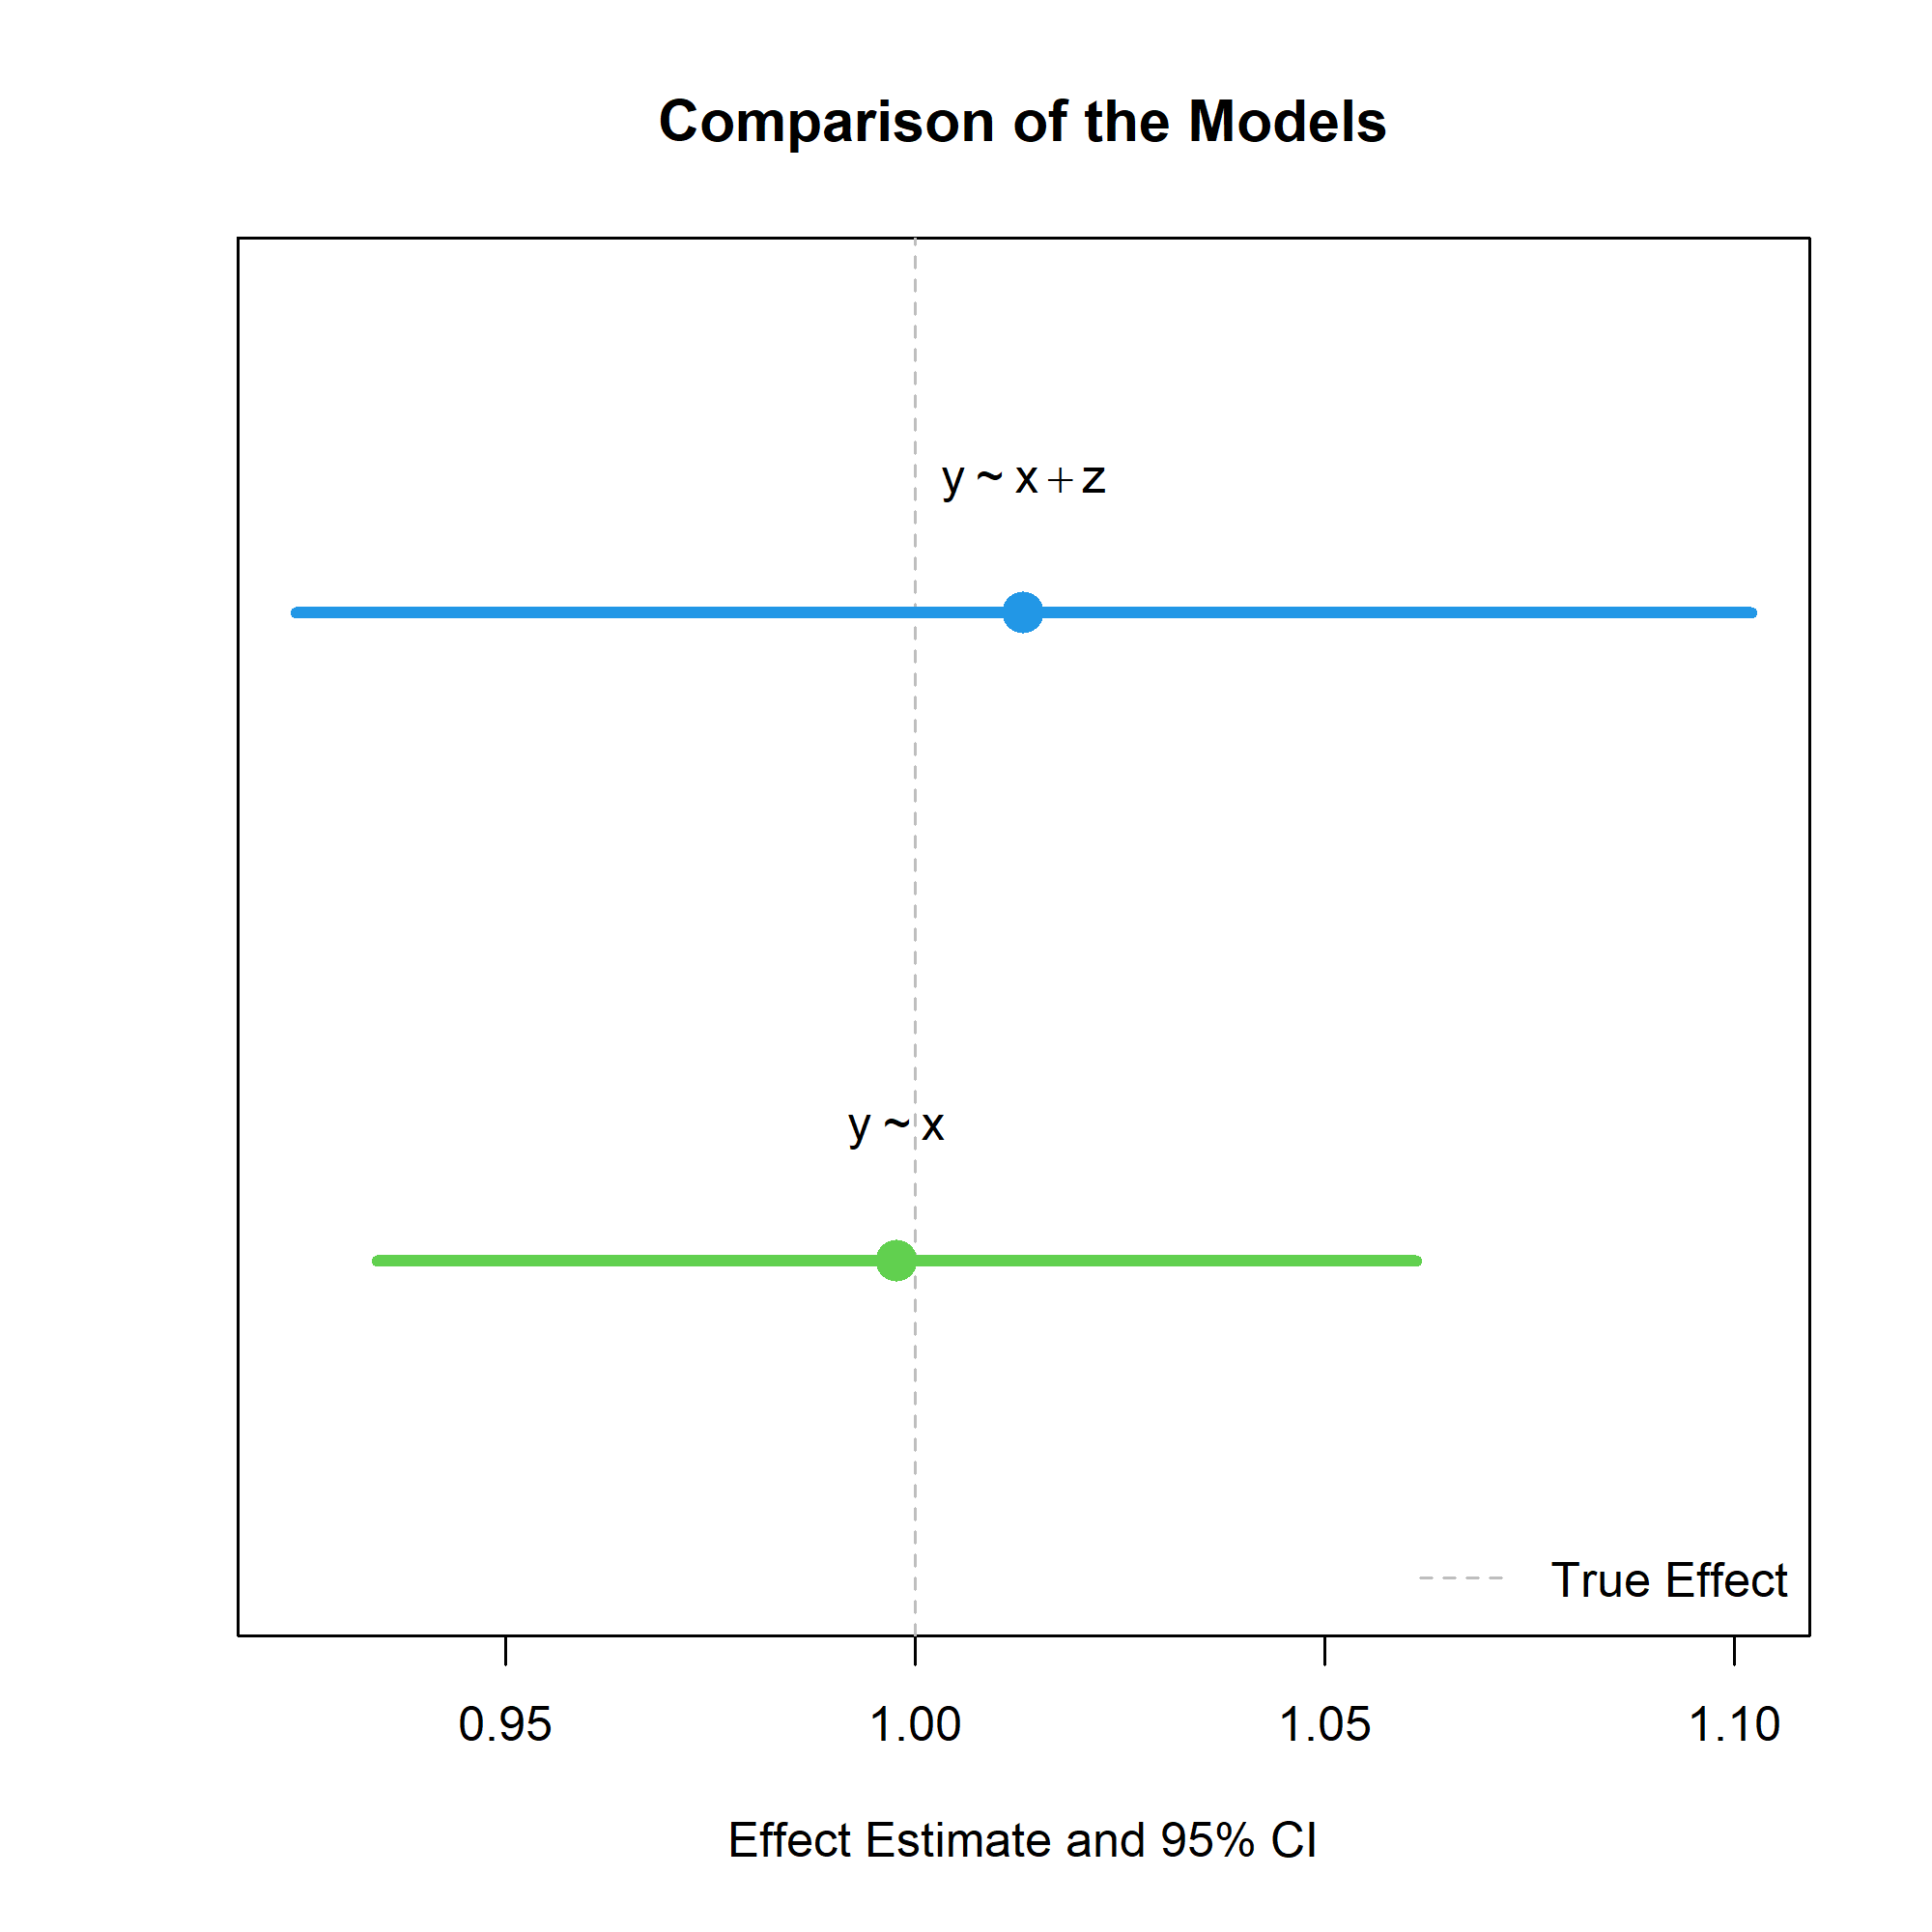 Comparison of the Models
y ~ x + z
y ~ x
True Effect
0.95 1.00 1.05 1.10
Effect Estimate and 95% CI